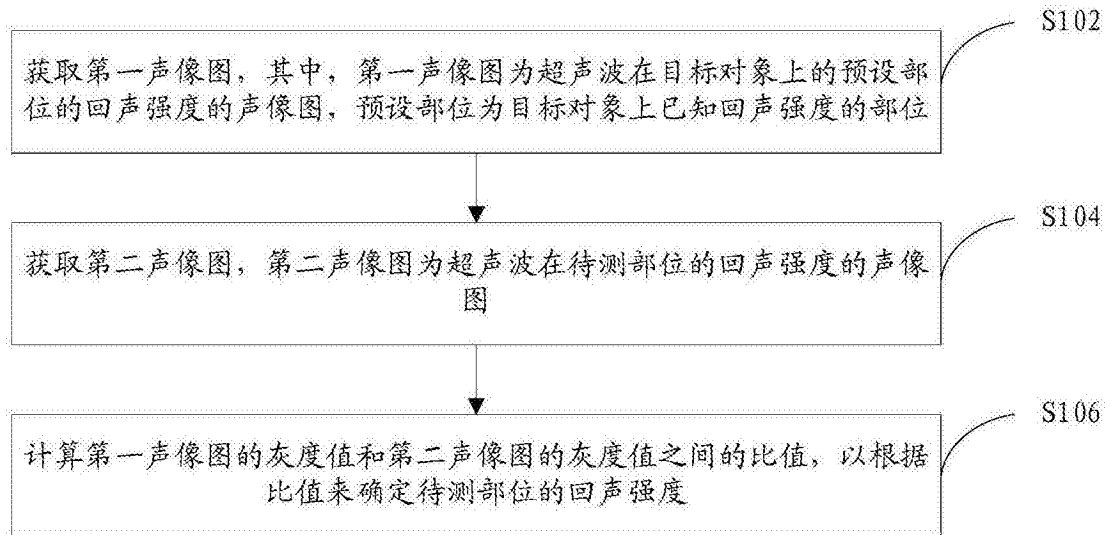 S102
获取第一声像图，其中，第一声像图为超声波在目标对象上的预设部
位的回声强度的声像图，预设部位为目标对象上已知回声强度的部位
S104
获取第二声像图，第二声像图为超声波在待测部位的回声强度的声像
图
S106
计算第一声像图的灰度值和第二声像图的灰度值之间的比值，以根据
比值来确定待测部位的回声强度